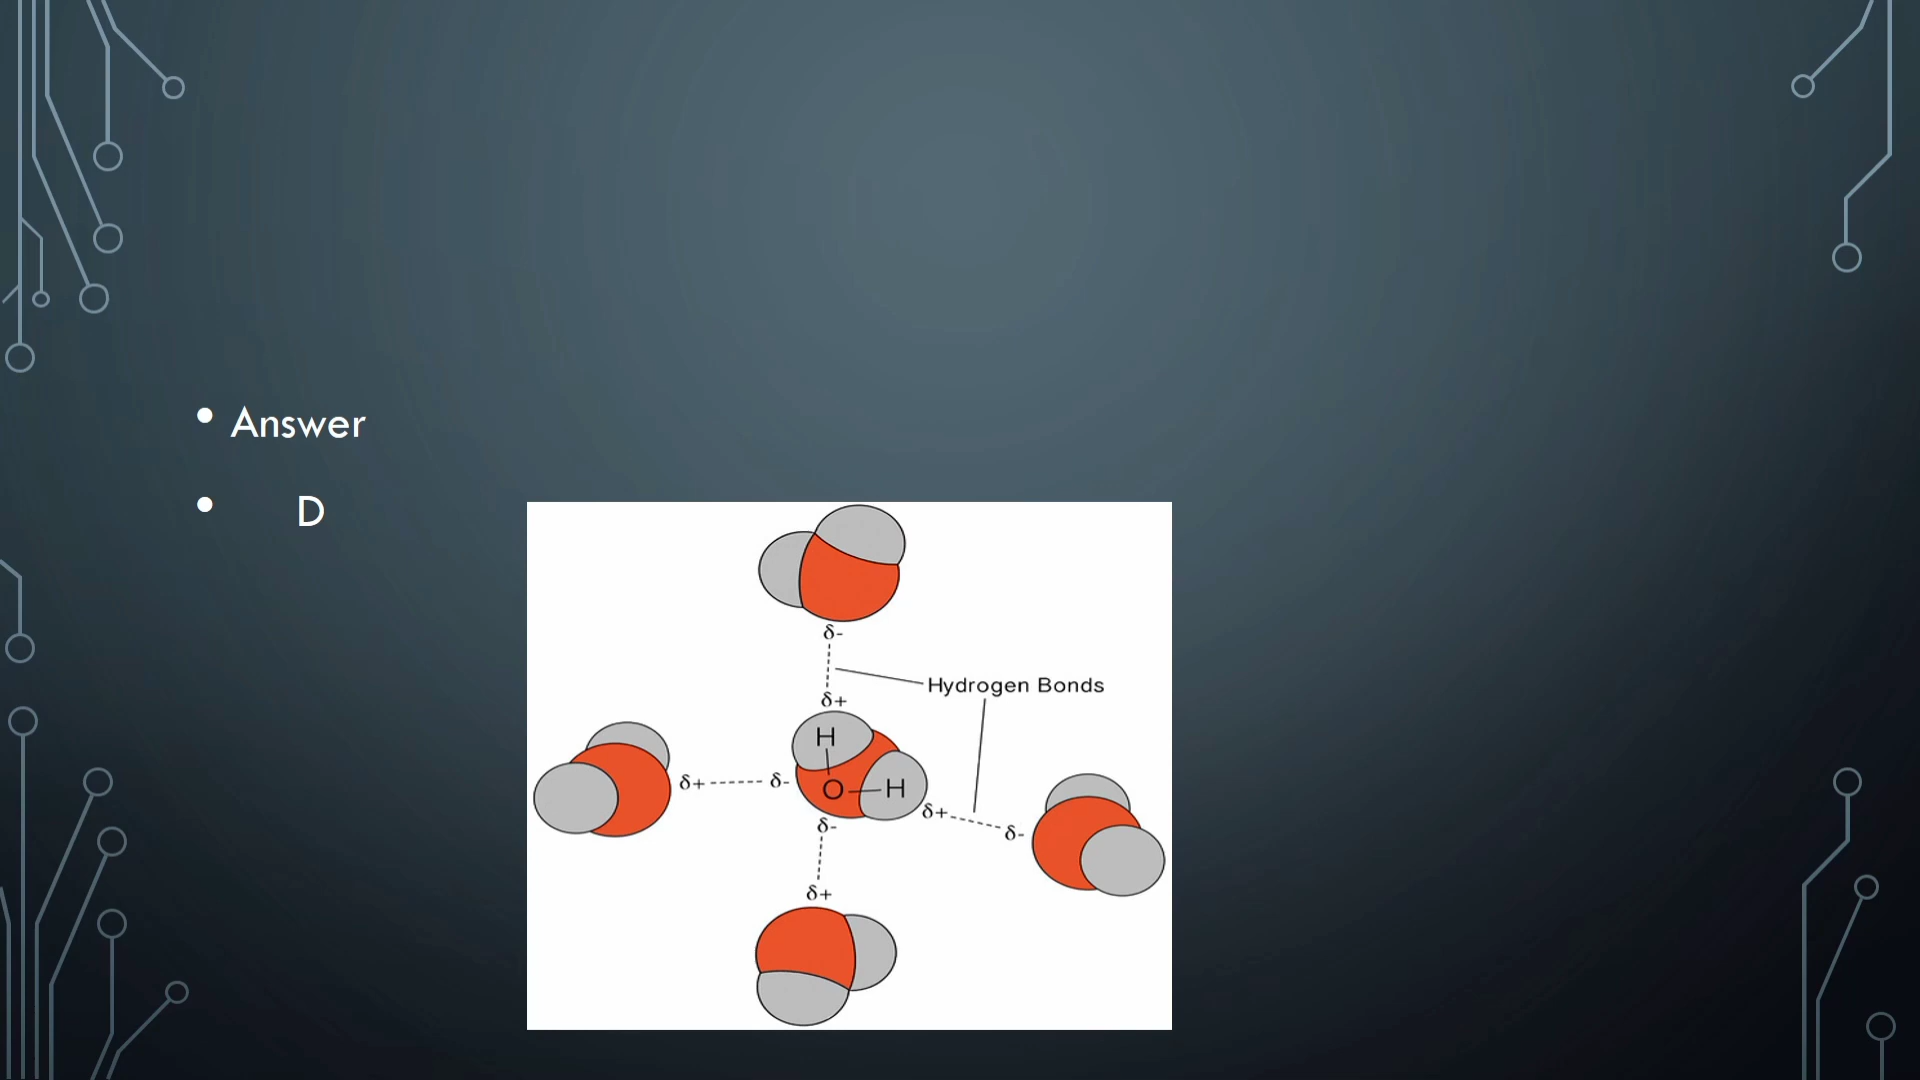 Answer
D
δ-
Hydrogen Bonds
δ+
H
δ+
δ-
O
H
δ+
δ-
δ-
δ+